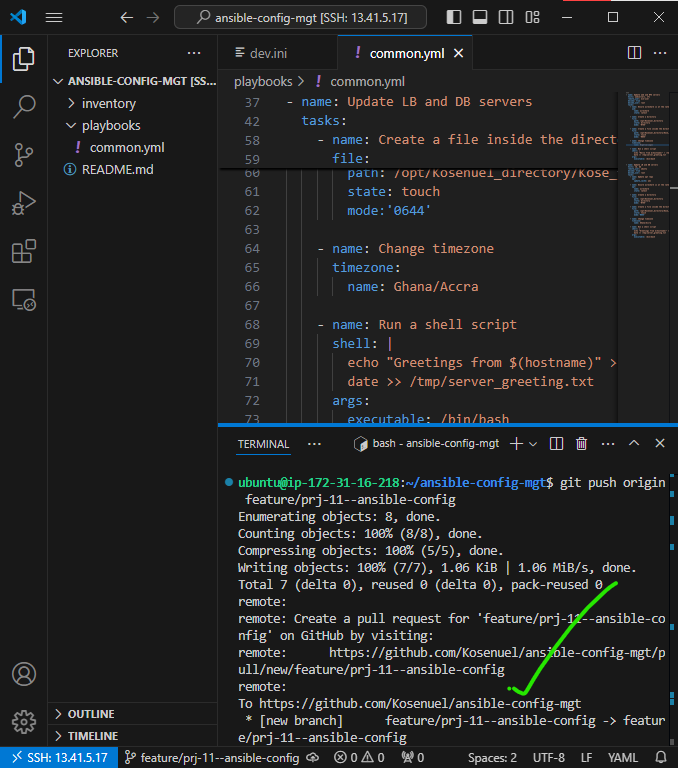 ansible-config-mgt [SSH: 13.41.5.17]
EXPLORER
ANSIBLE-CONFIG-MGT [SS...
inventory
playbooks
! common.yml
README.md
OUTLINE
TIMELINE
dev.ini
! common.yml
playbooks > ! common.yml
37 - name: Update LB and DB servers
42 tasks:
58 - name: Create a file inside the direct
59 file:
60 path: /opt/Kosenuel_directory/Kose_
61 state: touch
62 mode:'0644'
63
64 - name: Change timezone
65 timezone:
66 name: Ghana/Accra
67
68 - name: Run a shell script
69 shell: |
70 echo "Greetings from $(hostname)" >
71 date >> /tmp/server_greeting.txt
72 args:
73 executable: /bin/bash
TERMINAL
bash - ansible-config-mgt
ubuntu@ip-172-31-16-218:~/ansible-config-mgt$ git push origin
feature/prj-11--ansible-config
Enumerating objects: 8, done.
Counting objects: 100% (8/8), done.
Compressing objects: 100% (5/5), done.
Writing objects: 100% (7/7), 1.06 KiB | 1.06 MiB/s, done.
Total 7 (delta 0), reused 0 (delta 0), pack-reused 0
remote:
remote: Create a pull request for 'feature/prj-11--ansible-co
nfig' on GitHub by visiting:
remote: https://github.com/Kosenuel/ansible-config-mgt/p
ull/new/feature/prj-11--ansible-config
remote:
To https://github.com/Kosenuel/ansible-config-mgt
* [new branch] feature/prj-11--ansible-config -> featur
e/prj-11--ansible-config
SSH: 13.41.5.17
feature/prj-11--ansible-config
0 0
0
Spaces: 2
UTF-8
LF
YAML